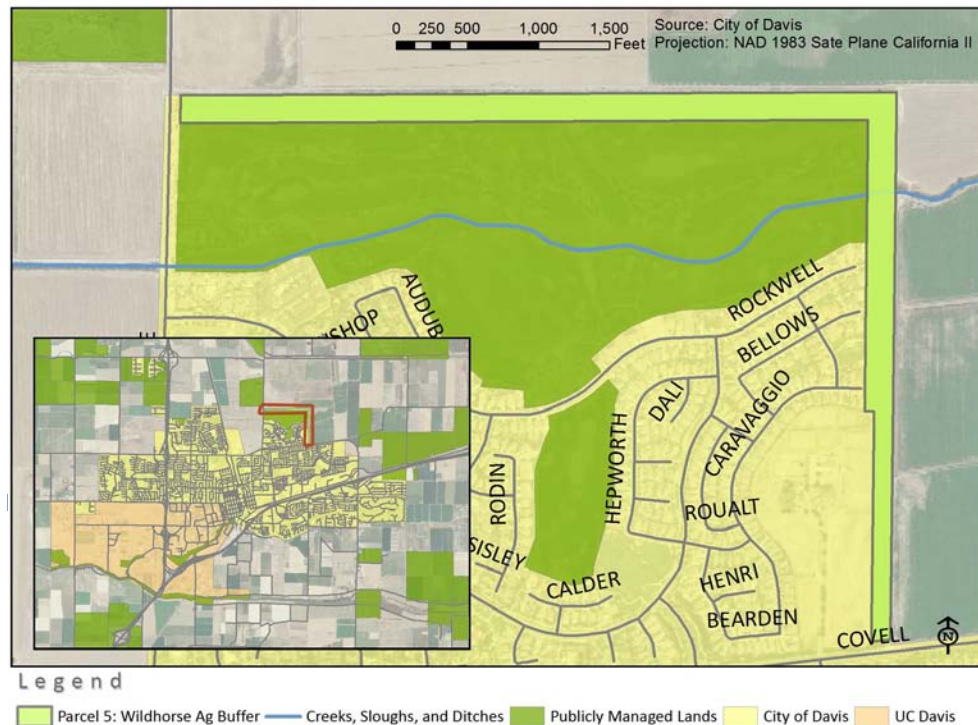 0 250 500 1,000 1,500
Feet
Source: City of Davis
Projection: NAD 1983 Sate Plane California II
AUDUB
SHOP
ROCKWELL
BELLOWS
DALI
CARAVAGGIO
HEPWORTH
RODIN
ROUALT
SISLEY
CALDER
HENRI
BEARDEN
COVELL
N
Legend
Parcel 5: Wildhorse Ag Buffer
Creeks, Sloughs, and Ditches
Publicly Managed Lands
City of Davis
UC Davis